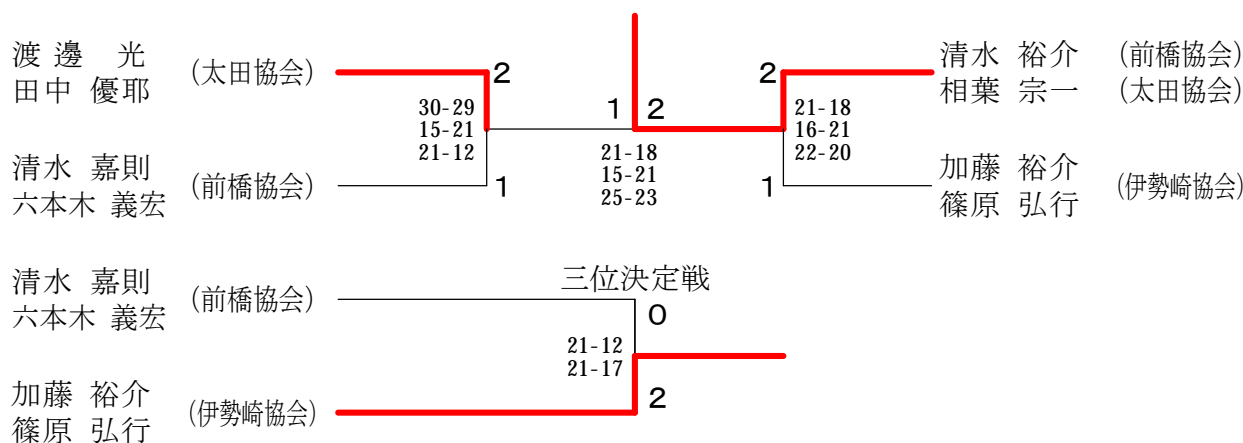 渡邊 光
田中 優耶
(太田協会)
2
30-29
15-21
21-12
清水 嘉則
六本木 義宏
(前橋協会)
1
1
2
21-18
15-21
25-23
2
清水 裕介 (前橋協会)
相葉 宗一 (太田協会)
21-18
16-21
22-20
1
加藤 裕介
篠原 弘行
(伊勢崎協会)
三位決定戦
清水 嘉則
六本木 義宏
(前橋協会)
0
21-12
21-17
加藤 裕介
篠原 弘行
(伊勢崎協会)
2